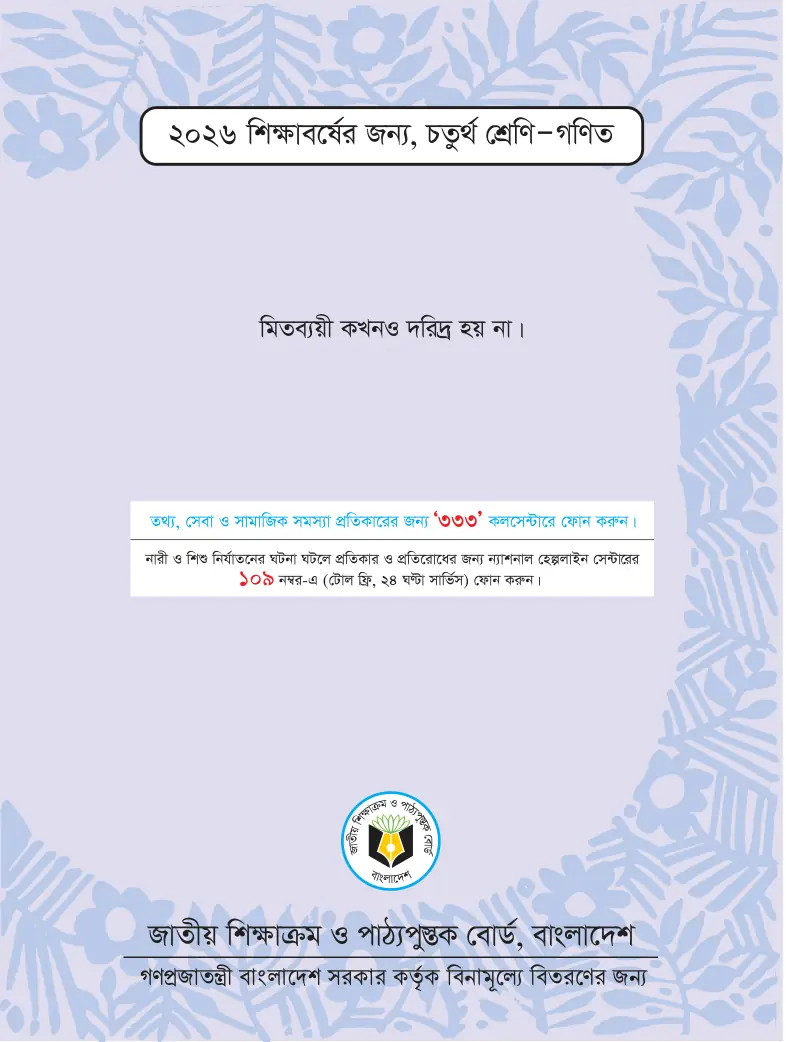 ২০২৬ শিক্ষাবর্ষের জন্য, চতুর্থ শ্রেণি-গণিত
মিতব্যয়ী কখনও দরিদ্র হয় না।
তথ্য, সেবা ও সামাজিক সমস্যা প্রতিকারের জন্য ‘৩৩৩’ কলসেন্টারে ফোন করুন।
নারী ও শিশু নির্যাতনের ঘটনা ঘটলে প্রতিকার ও প্রতিরোধের জন্য ন্যাশনাল হেল্পলাইন সেন্টারের
১০৯ নম্বর-এ (টোল ফ্রি, ২৪ ঘণ্টা সার্ভিস) ফোন করুন।
জাতীয় শিক্ষাক্রম ও পাঠ্যপুস্তক বোর্ড
বাংলাদেশ
জাতীয় শিক্ষাক্রম ও পাঠ্যপুস্তক বোর্ড, বাংলাদেশ
গণপ্রজাতন্ত্রী বাংলাদেশ সরকার কর্তৃক বিনামূল্যে বিতরণের জন্য